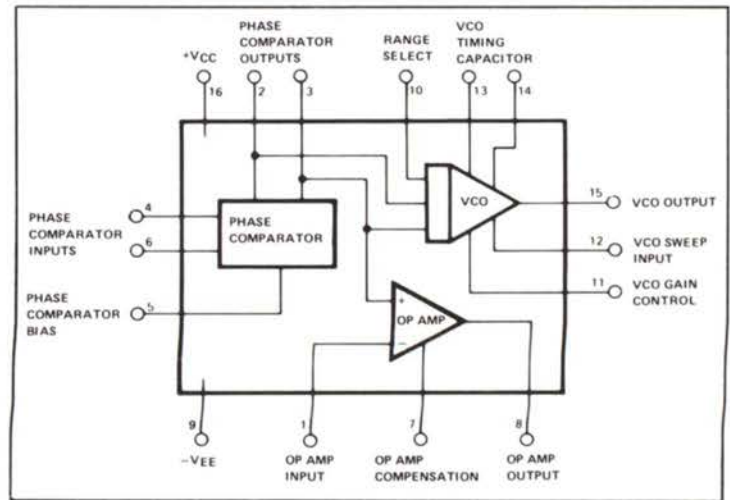 PHASE
COMPARATOR
OUTPUTS
RANGE
SELECT
VCO
TIMING
CAPACITOR
+VCC
16
2
3
10
13
14
4
PHASE
COMPARATOR
INPUTS
6
PHASE
COMPARATOR
VCO
15
VCO OUTPUT
12
VCO SWEEP
INPUT
11
VCO GAIN
CONTROL
5
PHASE
COMPARATOR
BIAS
+
OP AMP
−
9
−VEE
1
OP AMP
INPUT
7
OP AMP
COMPENSATION
8
OP AMP
OUTPUT